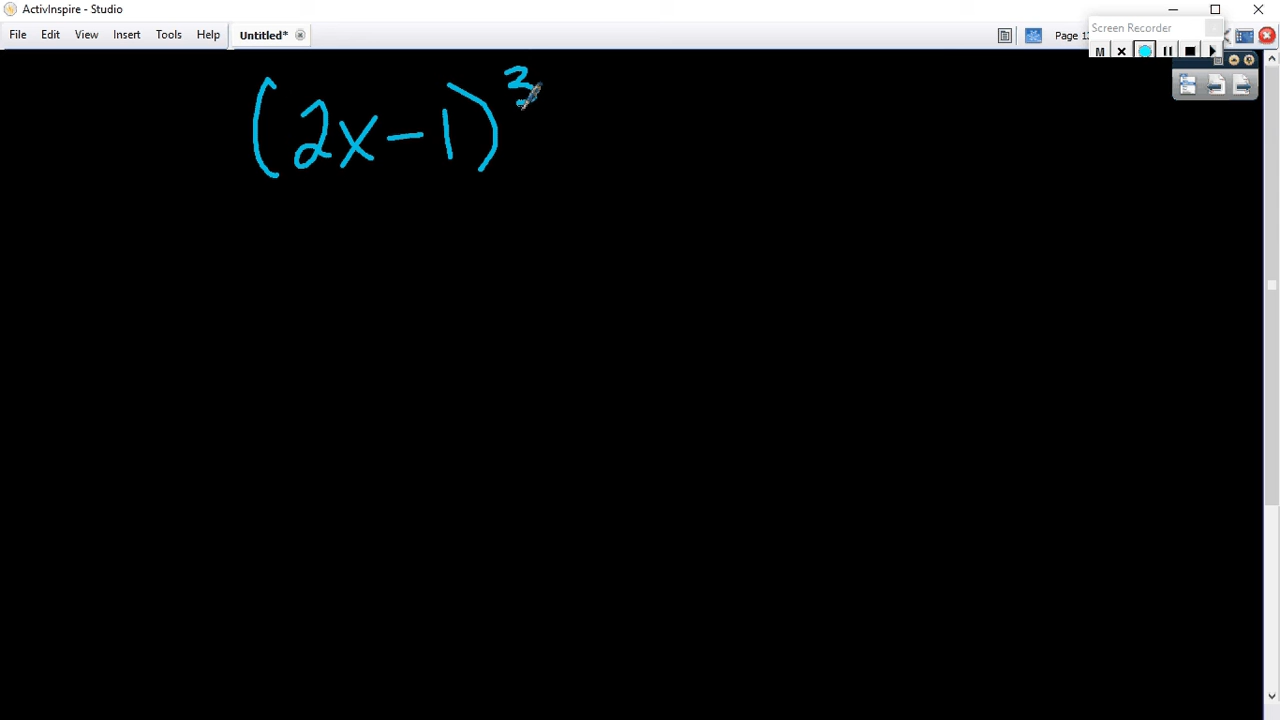 ActivInspire - Studio
File Edit View Insert Tools Help Untitled*
Screen Recorder
M
(2x-1)³